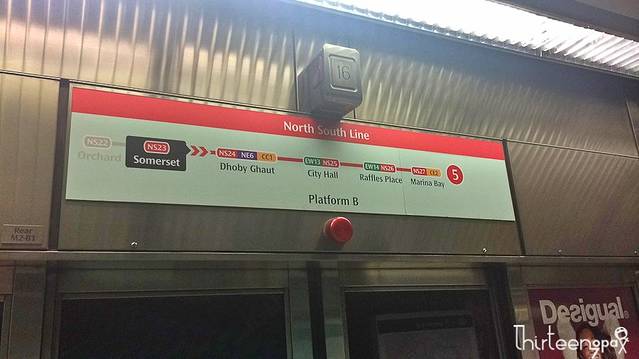 16
North South Line
NS22
Orchard
NS23
Somerset
NS24 NE6 CC1
Dhoby Ghaut
EW13 NS25
City Hall
EW14 NS26
Raffles Place
NS27 CE2
Marina Bay
5
Platform B
Rear
M2-B1
Desigual.
Thirteen90pox